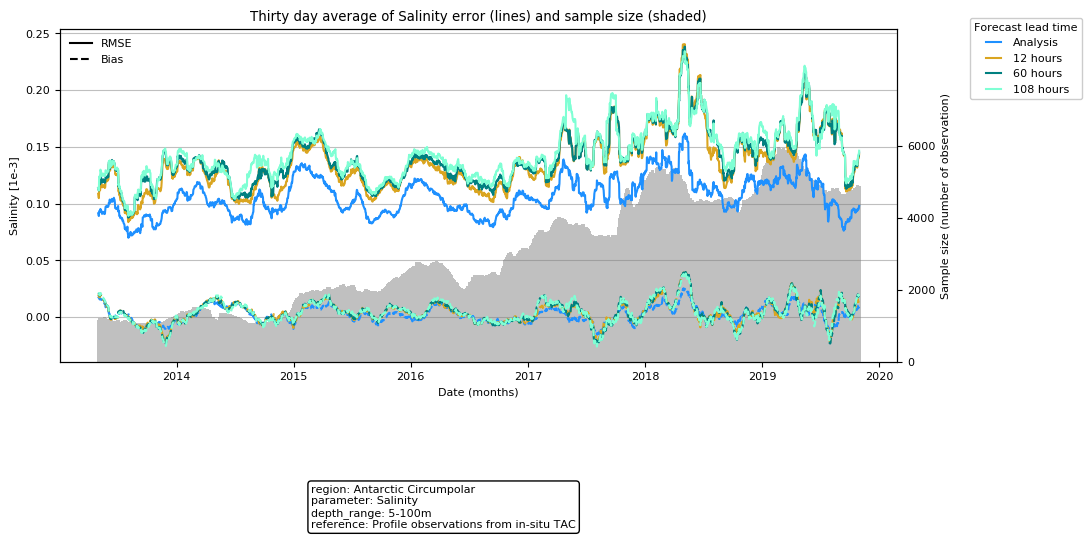 Thirty day average of Salinity error (lines) and sample size (shaded)
Forecast lead time
Analysis
12 hours
60 hours
108 hours
RMSE
Bias
0.25
0.20
0.15
0.10
0.05
0.00
Salinity [1e-3]
6000
4000
2000
0
Sample size (number of observation)
2014 2015 2016 2017 2018 2019 2020
Date (months)
region: Antarctic Circumpolar
parameter: Salinity
depth_range: 5-100m
reference: Profile observations from in-situ TAC